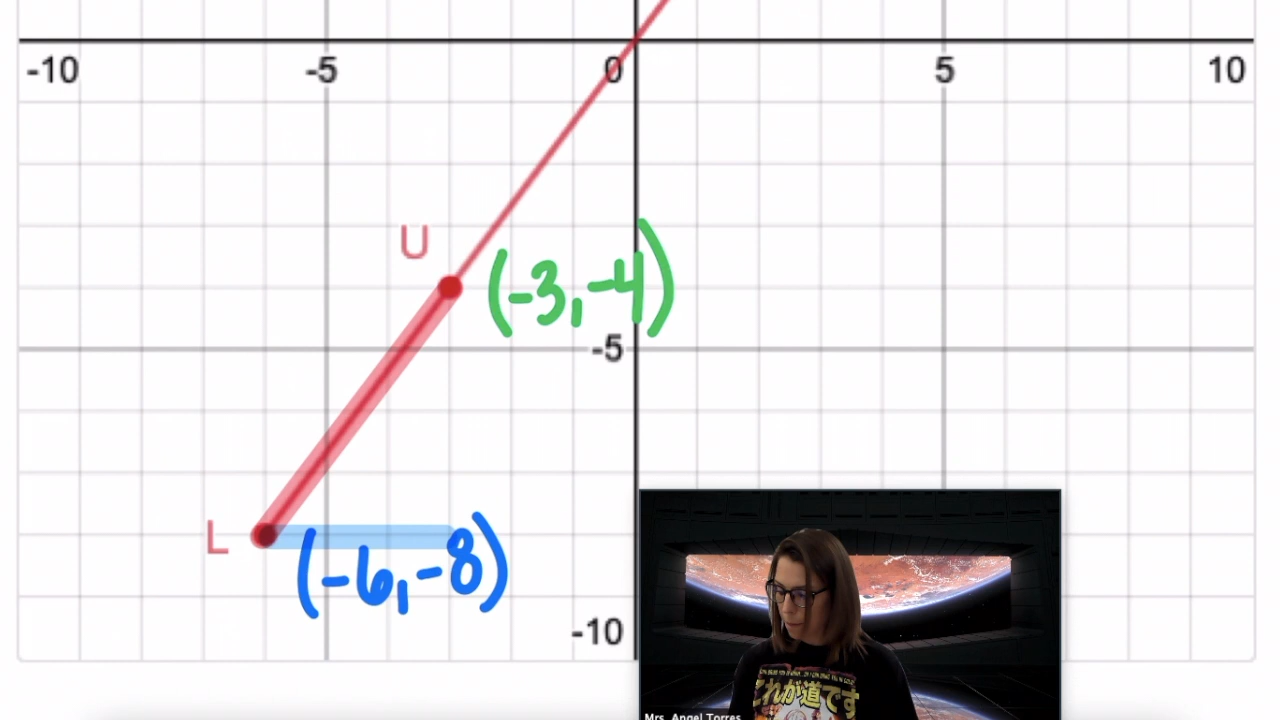 -10 -5 0 5 10
U
(-3,-4)
-5
L
(-6,-8)
-10
これが道です
Mrs. Angel Torres